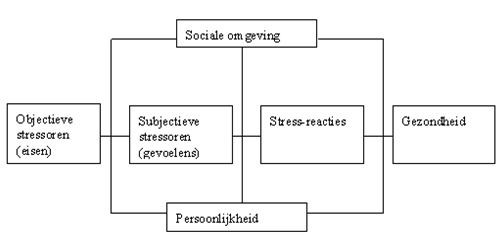 Sociale omgeving
Objectieve
stressoren
(eisen)
Subjectieve
stressoren
(gevoelens)
Stress-reacties
Gezondheid
Persoonlijkheid